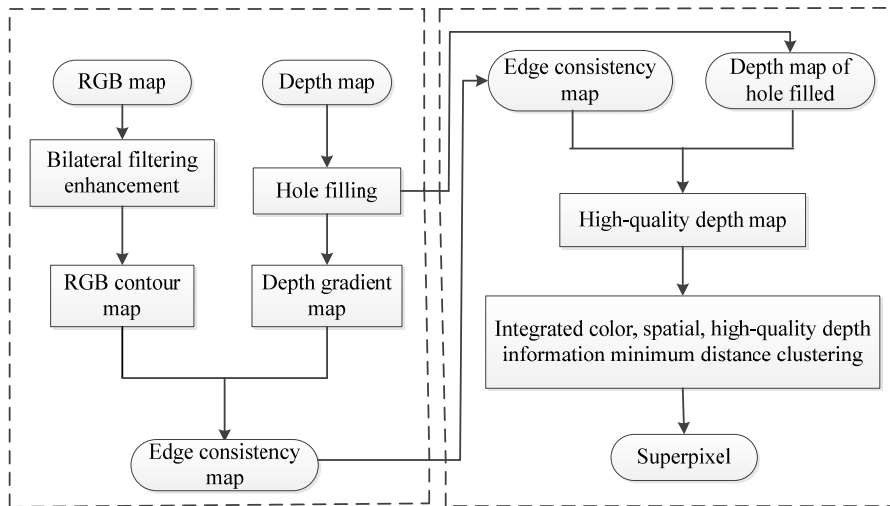 RGB map
Depth map
Bilateral filtering
enhancement
Hole filling
RGB contour
map
Depth gradient
map
Edge consistency
map
Edge consistency
map
Depth map of
hole filled
High-quality depth map
Integrated color, spatial, high-quality depth
information minimum distance clustering
Superpixel